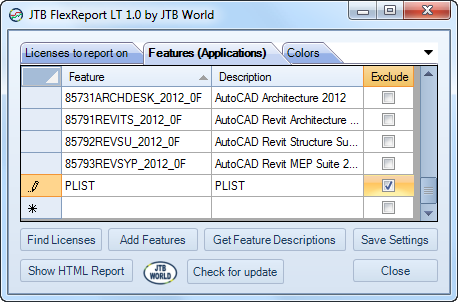 JTB FlexReport LT 1.0 by JTB World
Licenses to report on Features (Applications) Colors
Feature Description Exclude
85731ARCHDESK_2012_0F AutoCAD Architecture 2012
85791REVITS_2012_0F AutoCAD Revit Architecture ...
85792REVSU_2012_0F AutoCAD Revit Structure Su...
85793REVSYP_2012_0F AutoCAD Revit MEP Suite 2...
PLIST PLIST
Find Licenses Add Features Get Feature Descriptions Save Settings
Show HTML Report JTB WORLD Check for update Close